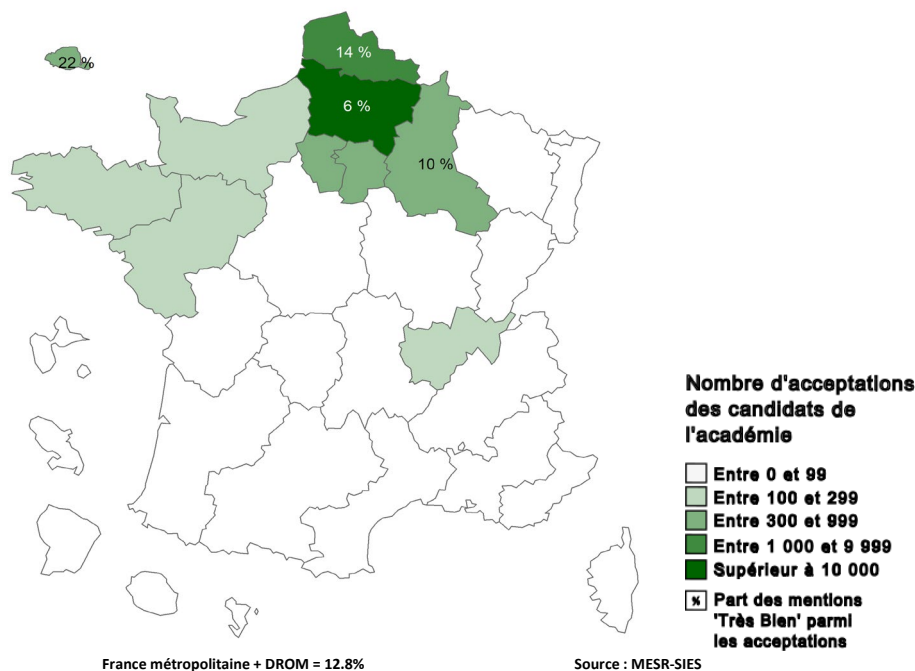 14 %
22 %
6 %
10 %
Nombre d'acceptations
des candidats de
l'académie
Entre 0 et 99
Entre 100 et 299
Entre 300 et 999
Entre 1 000 et 9 999
Supérieur à 10 000
% Part des mentions
'Très Bien' parmi
les acceptations
France métropolitaine + DROM = 12.8%
Source : MESR-SIES